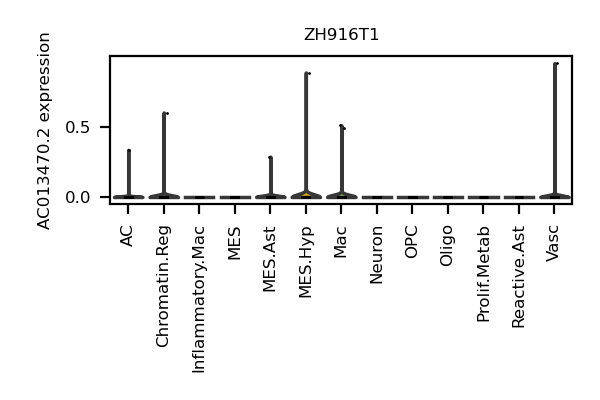 ZH916T1
AC013470.2 expression
0.5
0.0
AC
Chromatin.Reg
Inflammatory.Mac
MES
MES.Ast
MES.Hyp
Mac
Neuron
OPC
Oligo
Prolif.Metab
Reactive.Ast
Vasc